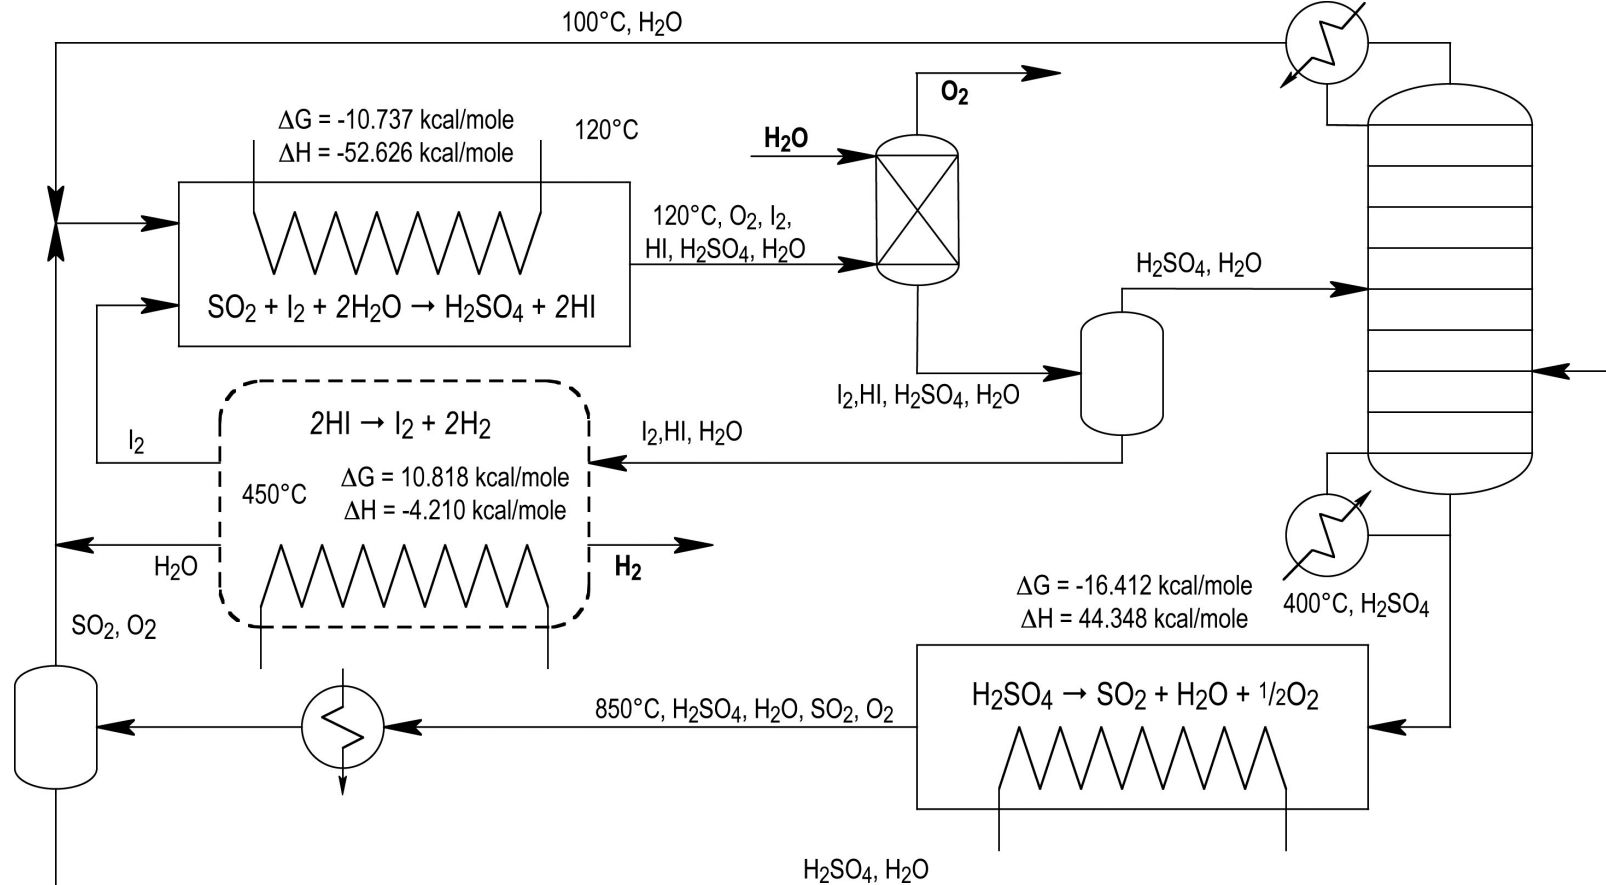 100°C, H2O
O2
ΔG = -10.737 kcal/mole
ΔH = -52.626 kcal/mole
120°C
H2O
120°C, O2, I2,
HI, H2SO4, H2O
SO2 + I2 + 2H2O → H2SO4 + 2HI
H2SO4, H2O
I2,HI, H2SO4, H2O
2HI → I2 + 2H2
I2
I2,HI, H2O
ΔG = 10.818 kcal/mole
450°C
ΔH = -4.210 kcal/mole
H2O
H2
ΔG = -16.412 kcal/mole
ΔH = 44.348 kcal/mole
400°C, H2SO4
SO2, O2
H2SO4 → SO2 + H2O + 1/2O2
850°C, H2SO4, H2O, SO2, O2
H2SO4, H2O